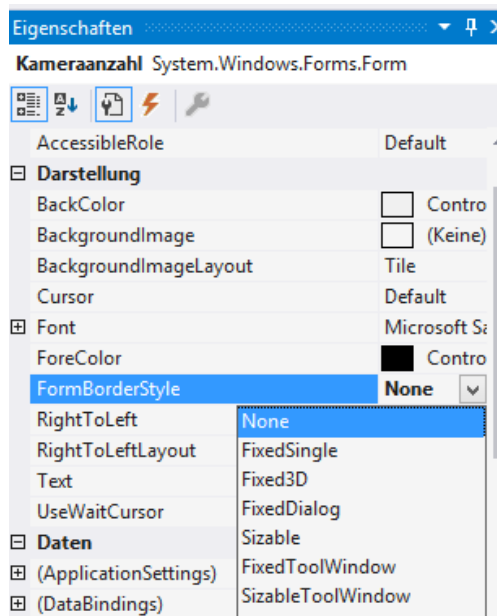 Eigenschaften
Kameraanzahl System.Windows.Forms.Form
AccessibleRole Default
Darstellung
BackColor Contro
BackgroundImage (Keine)
BackgroundImageLayout Tile
Cursor Default
Font Microsoft Sa
ForeColor Contro
FormBorderStyle None
RightToLeft None
RightToLeftLayout FixedSingle
Text Fixed3D
UseWaitCursor FixedDialog
Daten Sizable
(ApplicationSettings) FixedToolWindow
(DataBindings) SizableToolWindow